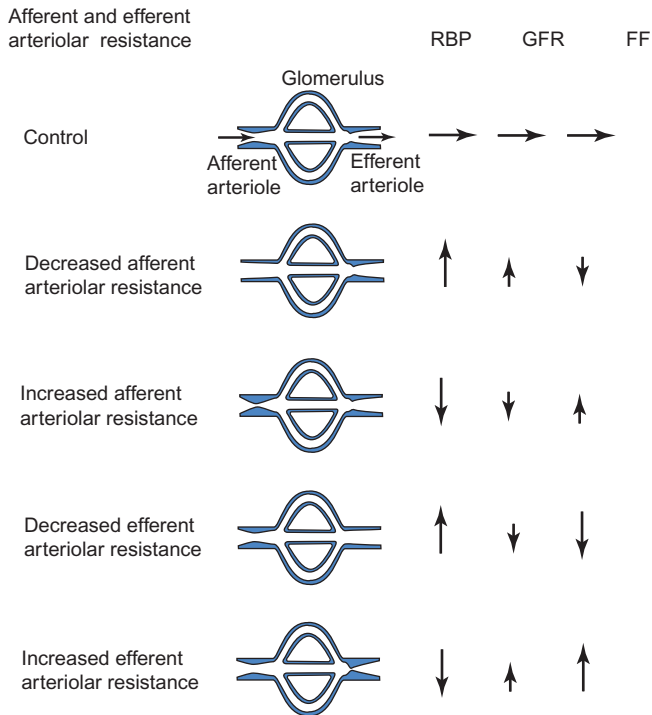 Afferent and efferent
arteriolar resistance
RBP GFR FF
Glomerulus
Control
Afferent
arteriole
Efferent
arteriole
Decreased afferent
arteriolar resistance
Increased afferent
arteriolar resistance
Decreased efferent
arteriolar resistance
Increased efferent
arteriolar resistance